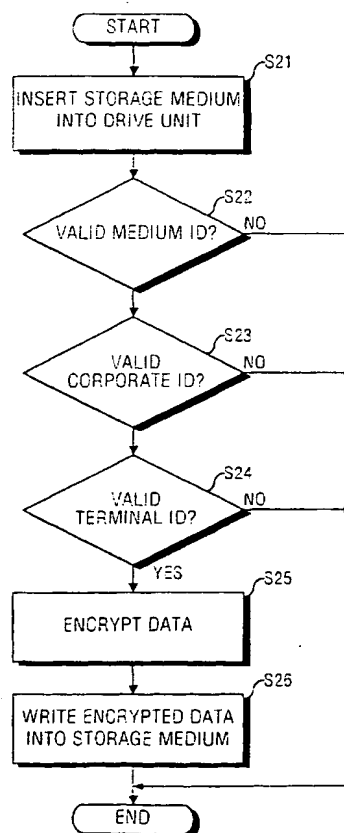 START
S21
INSERT STORAGE MEDIUM
INTO DRIVE UNIT
S22
VALID MEDIUM ID?
NO
S23
VALID
CORPORATE ID?
NO
S24
VALID
TERMINAL ID?
NO
YES
S25
ENCRYPT DATA
S26
WRITE ENCRYPTED DATA
INTO STORAGE MEDIUM
END